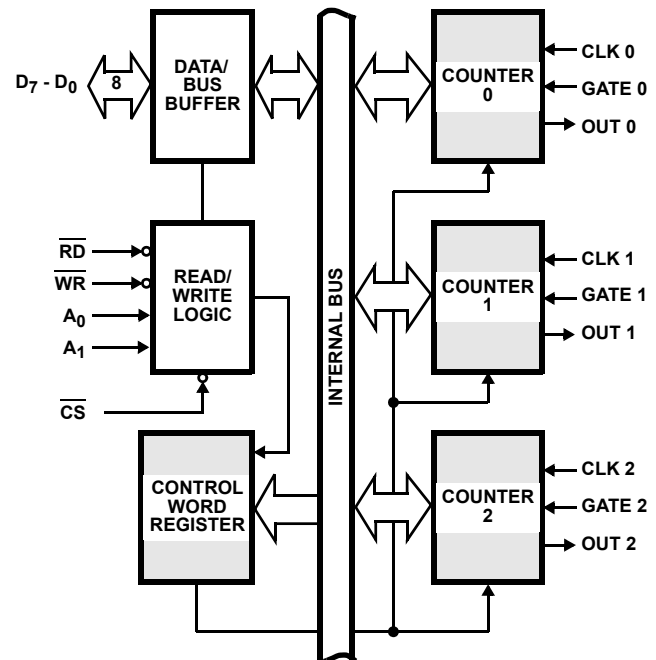 D7 - D0
8
DATA/
BUS
BUFFER
INTERNAL BUS
COUNTER
0
CLK 0
GATE 0
OUT 0
RD
WR
A0
A1
CS
READ/
WRITE
LOGIC
COUNTER
1
CLK 1
GATE 1
OUT 1
CONTROL
WORD
REGISTER
COUNTER
2
CLK 2
GATE 2
OUT 2